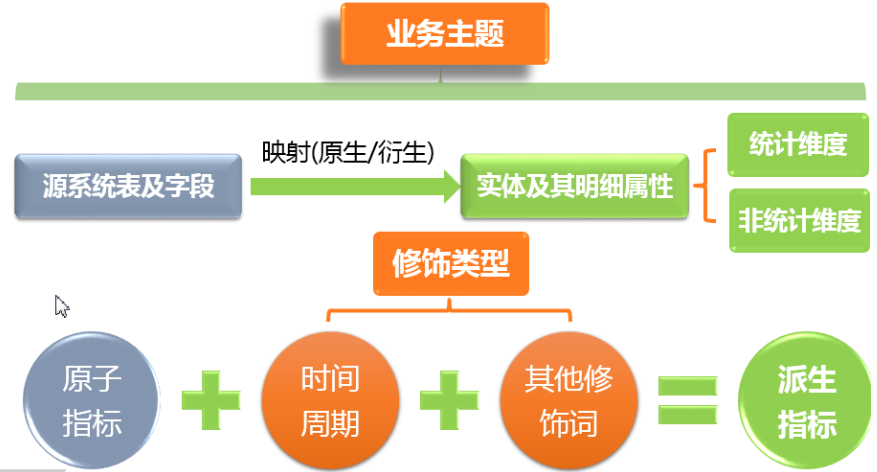 业务主题
映射(原生/衍生)
源系统表及字段
实体及其明细属性
统计维度
非统计维度
修饰类型
原子
指标
时间
周期
其他修
饰词
派生
指标